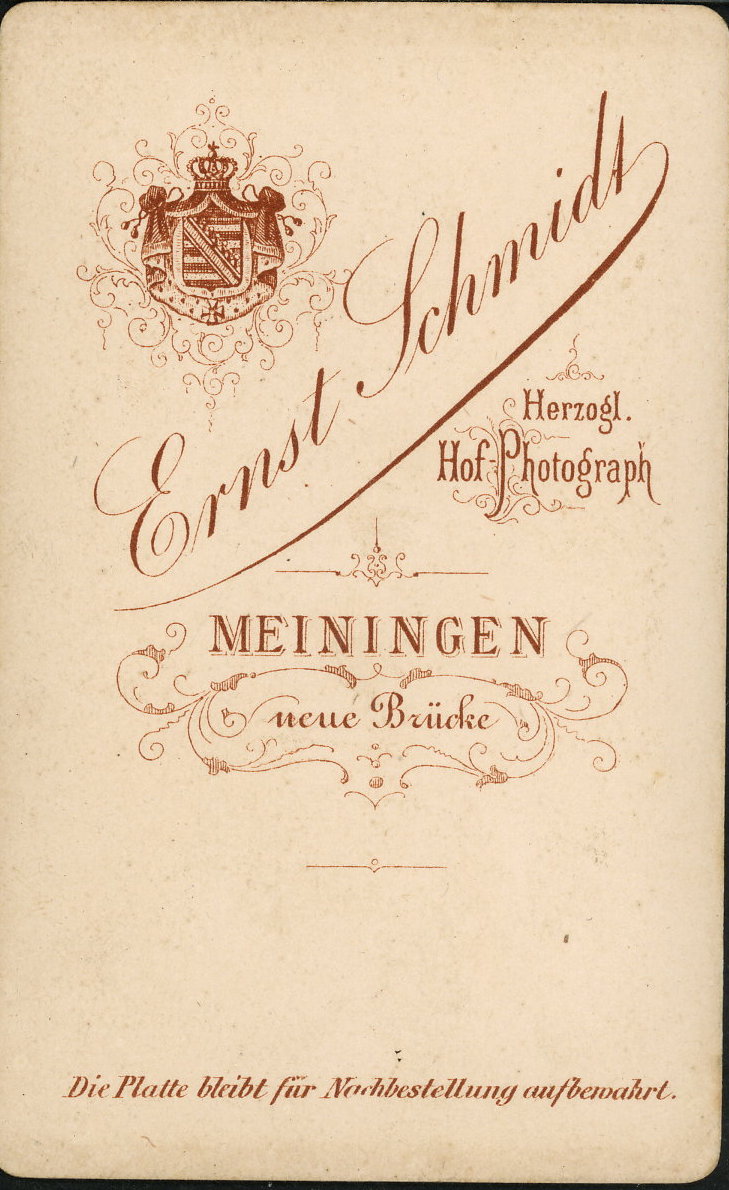 Ernst Schmidt
Herzogl.
Hof-Photograph
MEININGEN
neue Brücke
Die Platte bleibt für Nachbestellung aufbewahrt.